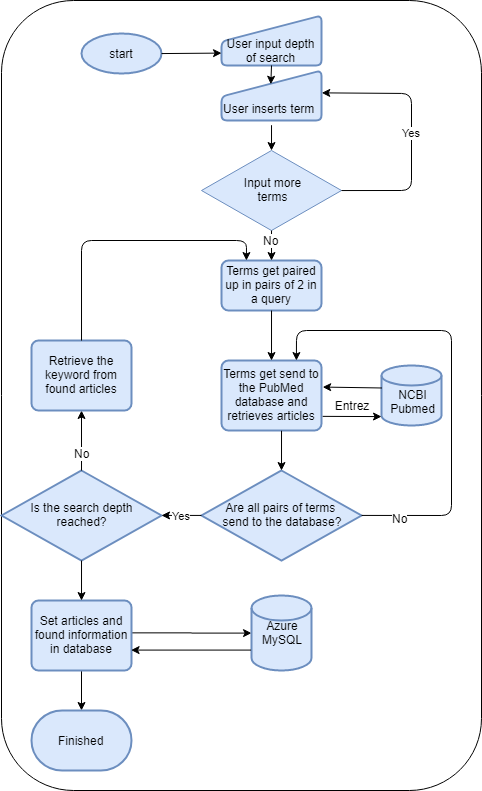 start
User input depth
of search
User inserts term
Yes
Input more
terms
No
Terms get paired
up in pairs of 2 in
a query
Retrieve the
keyword from
found articles
Terms get send to
the PubMed
database and
retrieves articles
Entrez
NCBI
Pubmed
No
Is the search depth
reached?
Yes
Are all pairs of terms
send to the database?
No
Set articles and
found information
in database
Azure
MySQL
Finished